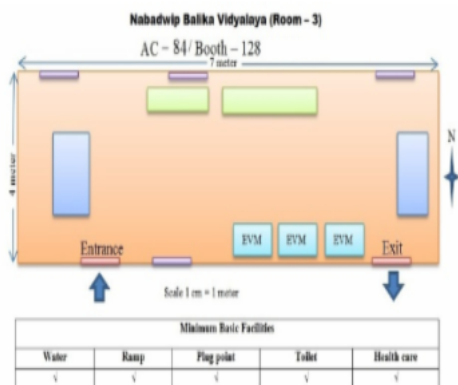 Nabadwip Balika Vidyalaya (Room – 3)
AC – 84/ Booth – 128
7 meter
4 meter
N
EVM EVM EVM
Entrance Exit
Scale 1 cm = 1 meter
Minimum Basic Facilities
Water Ramp Plug point Toilet Health care
√ √ √ √ √